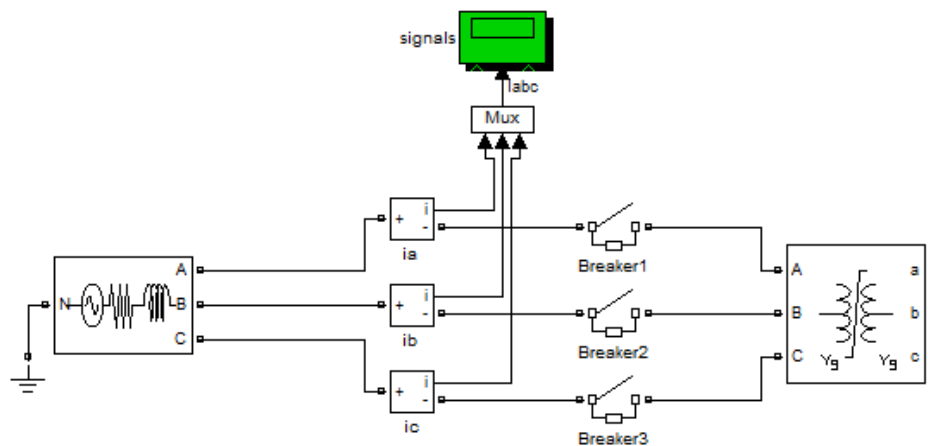 signals
Iabc
Mux
i
+
-
ia
Breaker1
A
N
B
C
i
+
-
ib
Breaker2
i
+
-
ic
Breaker3
A
a
B
b
C
c
Yg
Yg